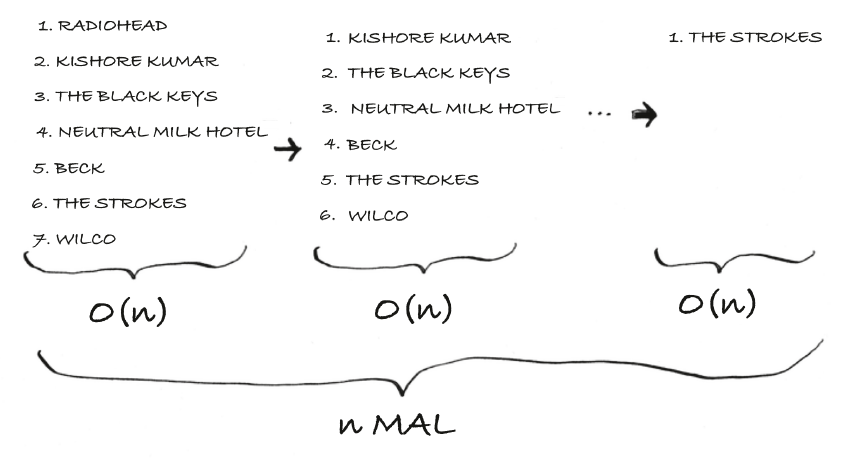 1. RADIOHEAD
2. KISHORE KUMAR
3. THE BLACK KEYS
4. NEUTRAL MILK HOTEL
5. BECK
6. THE STROKES
7. WILCO
O(n)
1. KISHORE KUMAR
2. THE BLACK KEYS
3. NEUTRAL MILK HOTEL
4. BECK
5. THE STROKES
6. WILCO
O(n)
...
1. THE STROKES
O(n)
n MAL